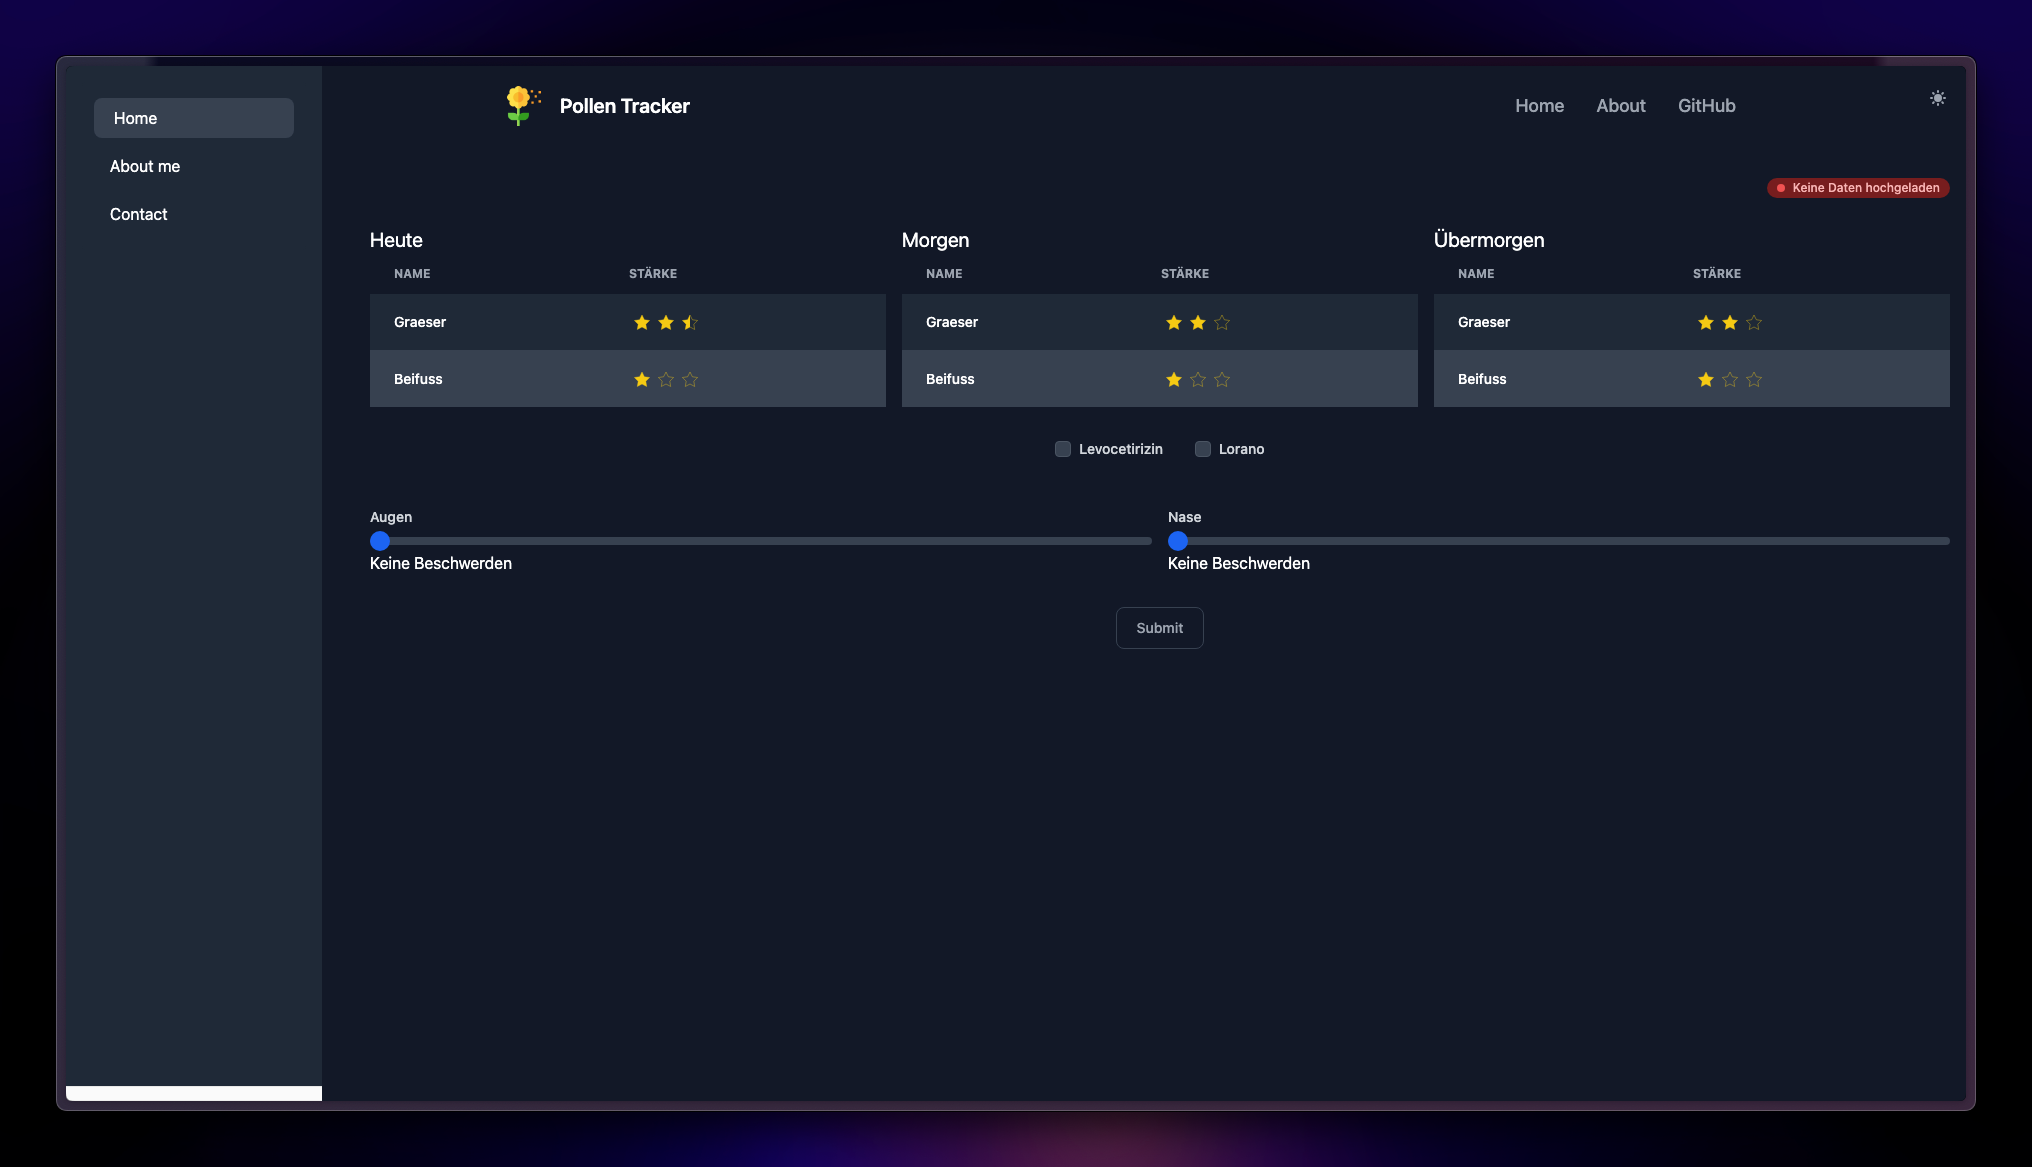 Home
About me
Contact
Pollen Tracker
Home About GitHub
Keine Daten hochgeladen
Heute
NAME STÄRKE
Graeser
Beifuss
Morgen
NAME STÄRKE
Graeser
Beifuss
Übermorgen
NAME STÄRKE
Graeser
Beifuss
Levocetirizin Lorano
Augen
Keine Beschwerden
Nase
Keine Beschwerden
Submit